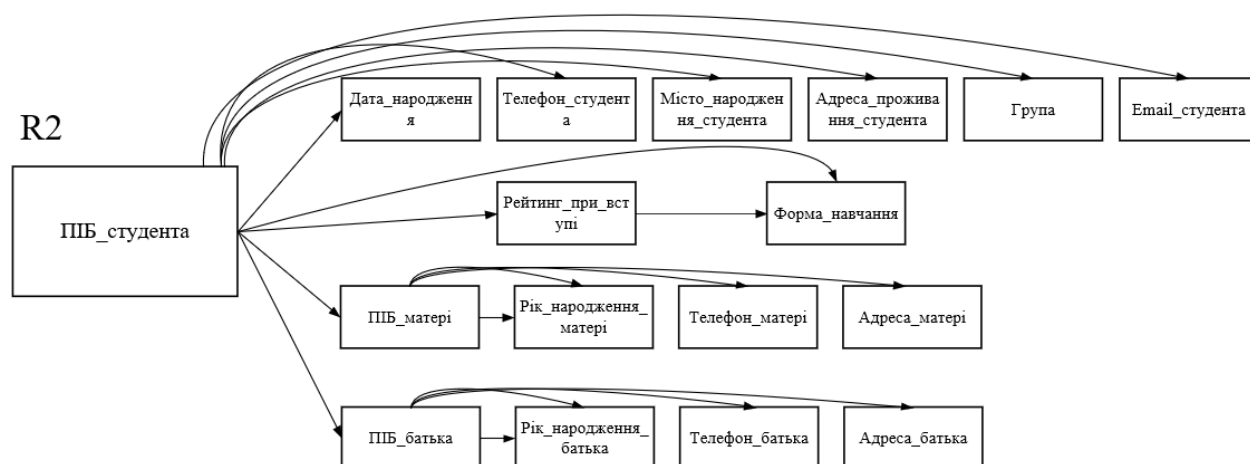 R2
Дата_народженн
я
Телефон_студент
а
Місто_народжен
ня_студента
Адреса_прожива
ння_студента
Група
Email_студента
ПІБ_студента
Рейтинг_при_вст
упі
Форма_навчання
ПІБ_матері
Рік_народження_
матері
Телефон_матері
Адреса_матері
ПІБ_батька
Рік_народження_
батька
Телефон_батька
Адреса_батька